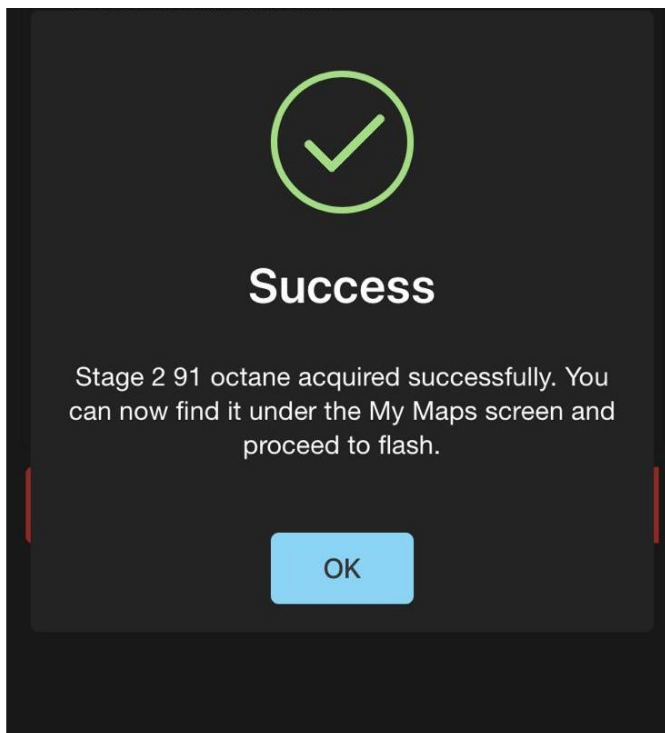 Success
Stage 2 91 octane acquired successfully. You
can now find it under the My Maps screen and
proceed to flash.
OK